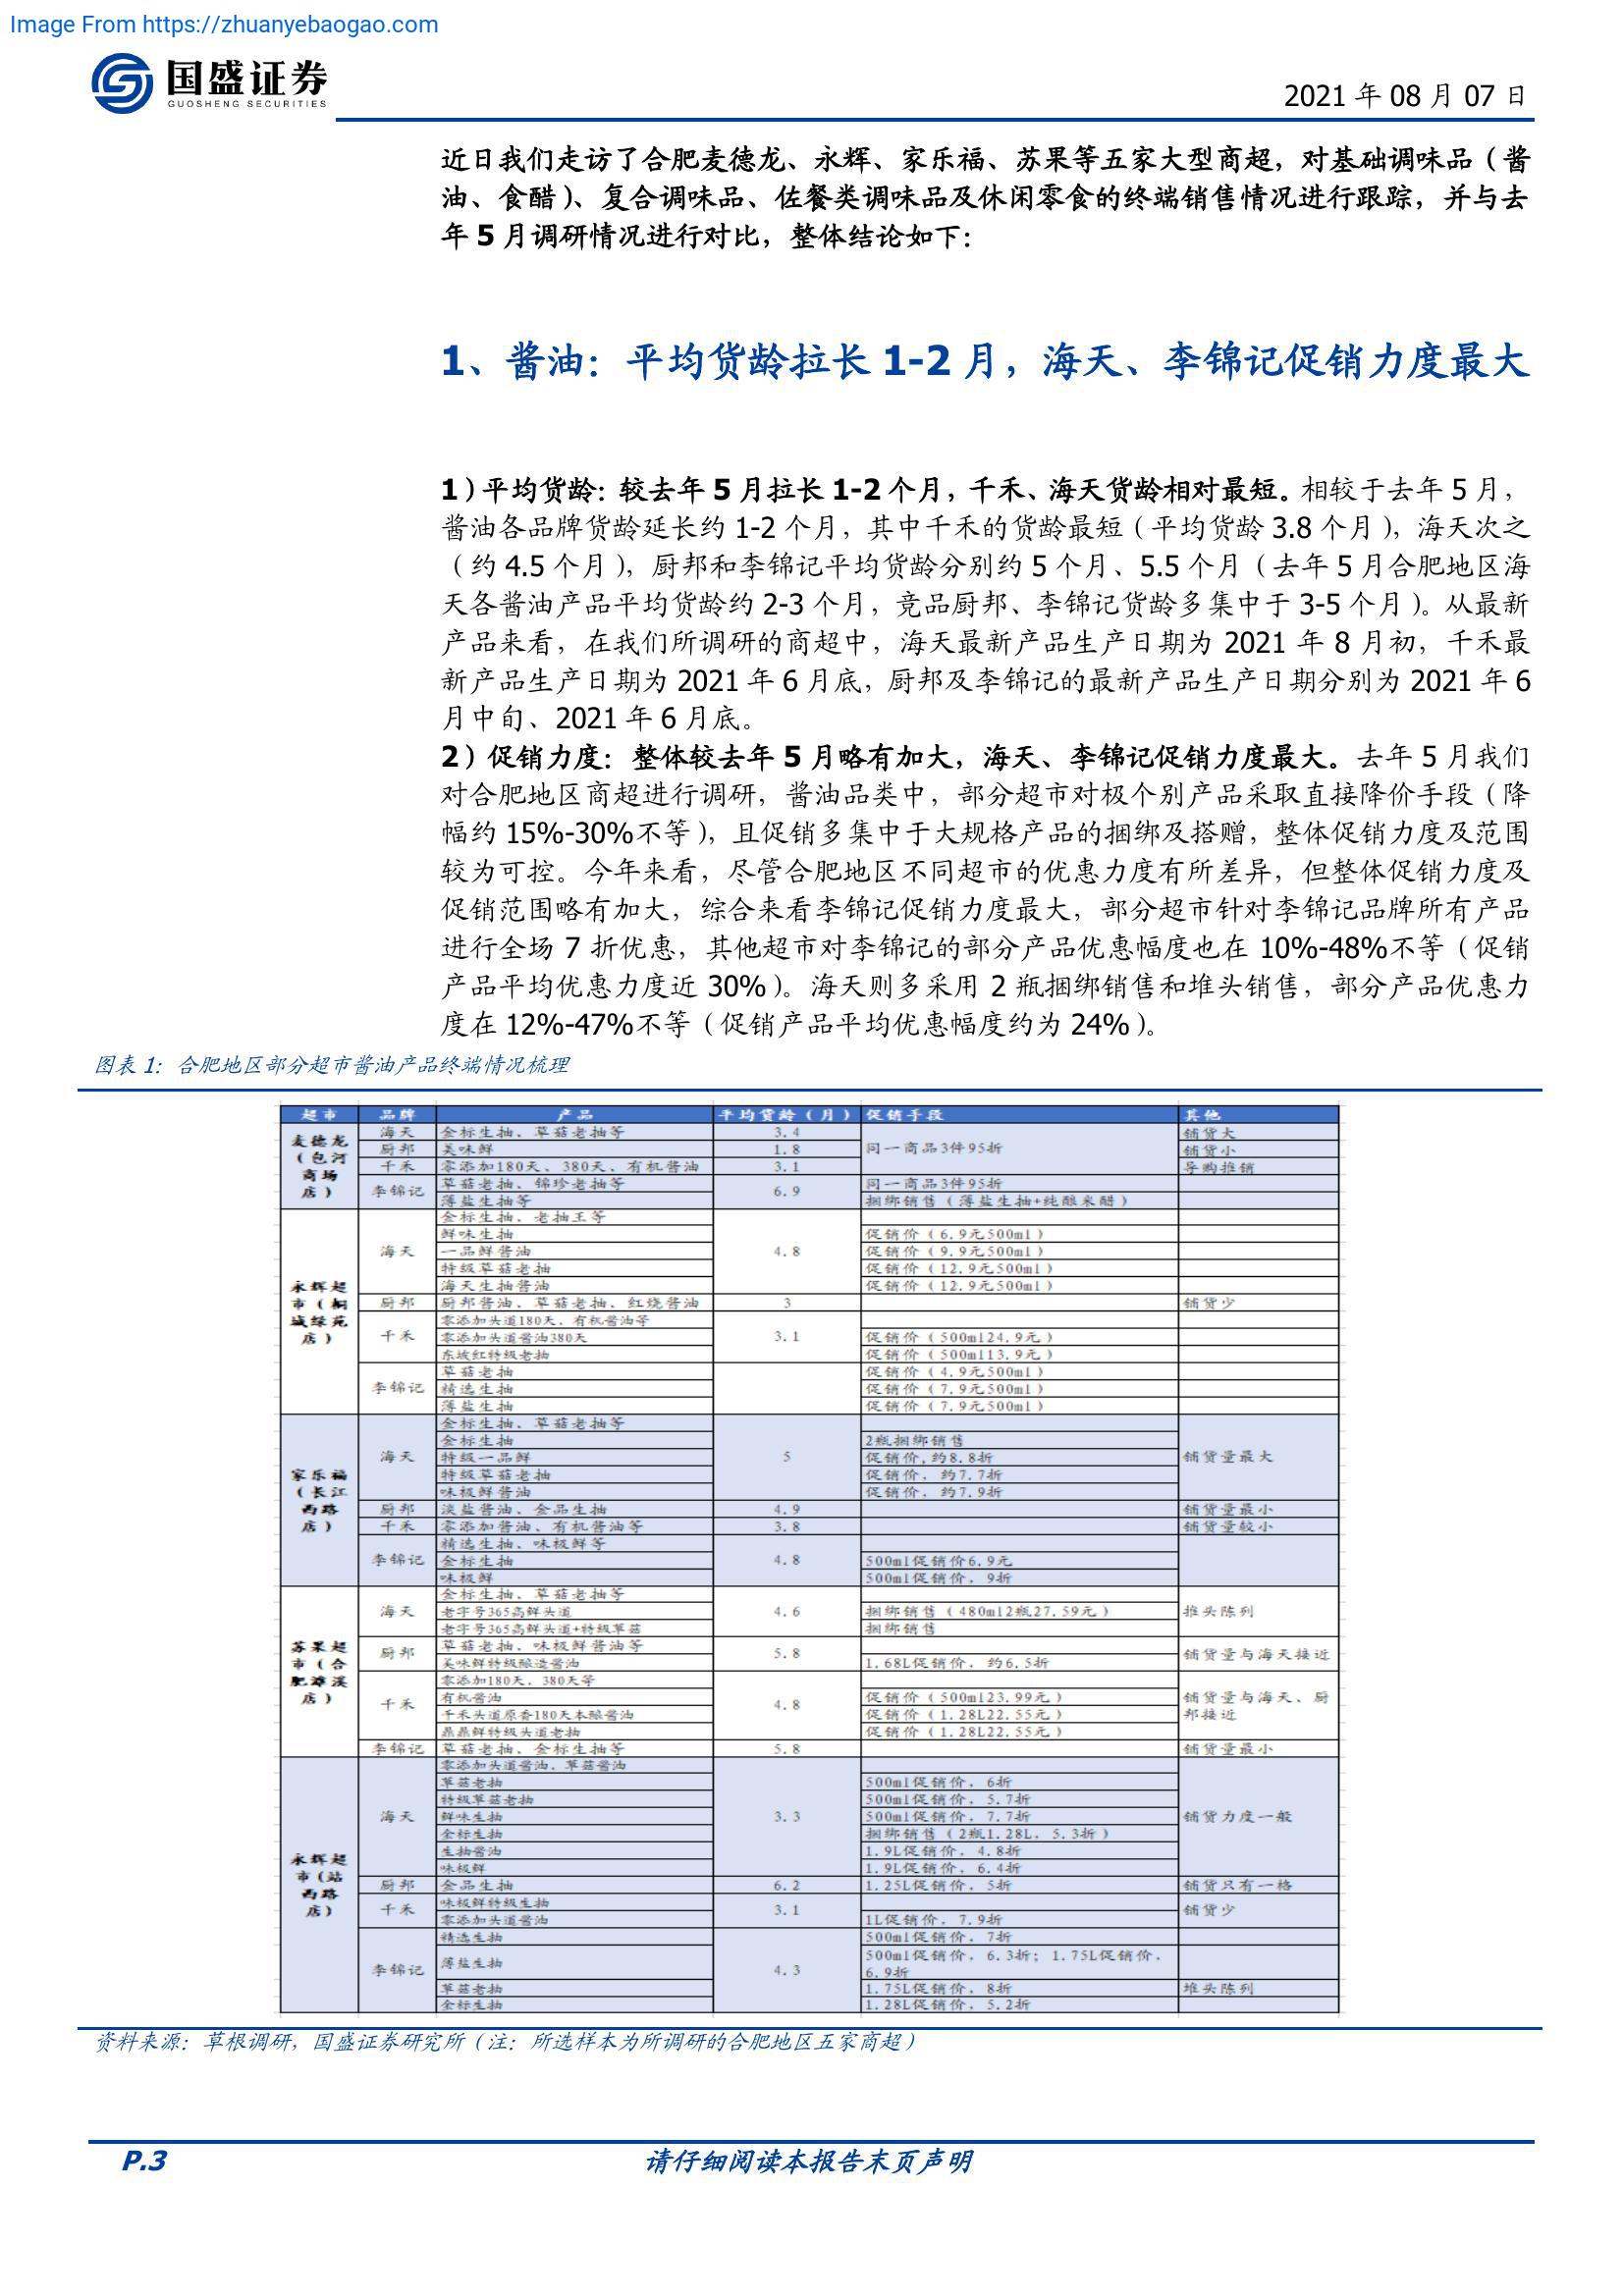 Image From https://zhuanyebaogao.com
国盛证券
GUOSHENG SECURITIES
2021 年 08 月 07 日
近日我们走访了合肥麦德龙、永辉、家乐福、苏果等五家大型商超，对基础调味品（酱
油、食醋）、复合调味品、佐餐类调味品及休闲零食的终端销售情况进行跟踪，并与去
年 5 月调研情况进行对比，整体结论如下：
1、酱油：平均货龄拉长 1-2 月，海天、李锦记促销力度最大
1）平均货龄：较去年 5 月拉长 1-2 个月，千禾、海天货龄相对最短。相较于去年 5 月，
酱油各品牌货龄延长约 1-2 个月，其中千禾的货龄最短（平均货龄 3.8 个月），海天次之
（约 4.5 个月），厨邦和李锦记平均货龄分别约 5 个月、5.5 个月（去年 5 月合肥地区海
天各酱油产品平均货龄约 2-3 个月，竞品厨邦、李锦记货龄多集中于 3-5 个月）。从最新
产品来看，在我们所调研的商超中，海天最新产品生产日期为 2021 年 8 月初，千禾最
新产品生产日期为 2021 年 6 月底，厨邦及李锦记的最新产品生产日期分别为 2021 年 6
月中旬、2021 年 6 月底。
2）促销力度：整体较去年 5 月略有加大，海天、李锦记促销力度最大。去年 5 月我们
对合肥地区商超进行调研，酱油品类中，部分超市对极个别产品采取直接降价手段（降
幅约 15%-30%不等），且促销多集中于大规格产品的捆绑及搭赠，整体促销力度及范围
较为可控。今年来看，尽管合肥地区不同超市的优惠力度有所差异，但整体促销力度及
促销范围略有加大，综合来看李锦记促销力度最大，部分超市针对李锦记品牌所有产品
进行全场 7 折优惠，其他超市对李锦记的部分产品优惠幅度也在 10%-48%不等（促销
产品平均优惠力度近 30%）。海天则多采用 2 瓶捆绑销售和堆头销售，部分产品优惠力
度在 12%-47%不等（促销产品平均优惠幅度约为 24%）。
图表 1：合肥地区部分超市酱油产品终端情况梳理
超市 品牌 产品 平均货龄（月） 促销手段 其他
麦德龙（包河商场店） 海天 金标生抽、草菇老抽等 3.4 同一商品3件95折 铺货大
厨邦 美味鲜 1.8 铺货小
千禾 零添加180天、380天、有机酱油 3.1 导购推销
李锦记 草菇老抽、锦珍老抽等 6.9 同一商品3件95折
薄盐生抽等 捆绑销售（薄盐生抽+纯酿米醋）
永辉超市（桐城绿苑店） 海天 金标生抽、老抽王等 4.8
鲜味生抽 促销价（6.9元500ml）
一品鲜酱油 促销价（9.9元500ml）
特级草菇老抽 促销价（12.9元500ml）
海天生抽酱油 促销价（12.9元500ml）
厨邦 厨邦酱油、草菇老抽、红烧酱油 3 铺货少
千禾 零添加头道180天，有机酱油等 3.1
零添加头道酱油380天 促销价（500ml24.9元）
东坡红特级老抽 促销价（500ml13.9元）
李锦记 草菇老抽 促销价（4.9元500ml）
精选生抽 促销价（7.9元500ml）
薄盐生抽 促销价（7.9元500ml）
家乐福（长江西路店） 海天 金标生抽、草菇老抽等 5 铺货量最大
金标生抽 2瓶捆绑销售
特级一品鲜 促销价,约8.8折
特级草菇老抽 促销价，约7.7折
味极鲜酱油 促销价，约7.9折
厨邦 淡盐酱油、金品生抽 4.9 铺货量最小
千禾 零添加酱油、有机酱油等 3.8 铺货量较小
李锦记 精选生抽、味极鲜等 4.8
金标生抽 500ml促销价6.9元
味极鲜 500ml促销价，9折
苏果超市（合肥濉溪店） 海天 金标生抽、草菇老抽等 4.6 堆头陈列
老字号365高鲜头道 捆绑销售（480ml2瓶27.59元）
老字号365高鲜头道+特级草菇 捆绑销售
厨邦 草菇老抽、味极鲜酱油等 5.8 铺货量与海天接近
美味鲜特级酿造酱油 1.68L促销价，约6.5折
千禾 零添加180天，380天等 4.8 铺货量与海天、厨邦接近
有机酱油 促销价（500ml23.99元）
千禾头道原香180天本酿酱油 促销价（1.28L22.55元）
鼎鼎鲜特级头道老抽 促销价（1.28L22.55元）
李锦记 草菇老抽、金标生抽等 5.8 铺货量最小
永辉超市(站西路店) 海天 零添加头道酱油、草菇酱油 3.3 铺货力度一般
草菇老抽 500ml促销价，6折
特级草菇老抽 500ml促销价，5.7折
鲜味生抽 500ml促销价，7.7折
金标生抽 捆绑销售（2瓶1.28L，5.3折）
生抽酱油 1.9L促销价，4.8折
味极鲜 1.9L促销价，6.4折
厨邦 金品生抽 6.2 1.25L促销价，5折 铺货只有一格
千禾 味极鲜特级生抽 3.1 铺货少
零添加头道酱油 1L促销价，7.9折
李锦记 精选生抽 4.3 500ml促销价，7折
薄盐生抽 500ml促销价，6.3折；1.75L促销价，6.9折
草菇老抽 1.75L促销价，8折 堆头陈列
金标生抽 1.28L促销价，5.2折
资料来源：草根调研，国盛证券研究所（注：所选样本为所调研的合肥地区五家商超）
P.3
请仔细阅读本报告末页声明